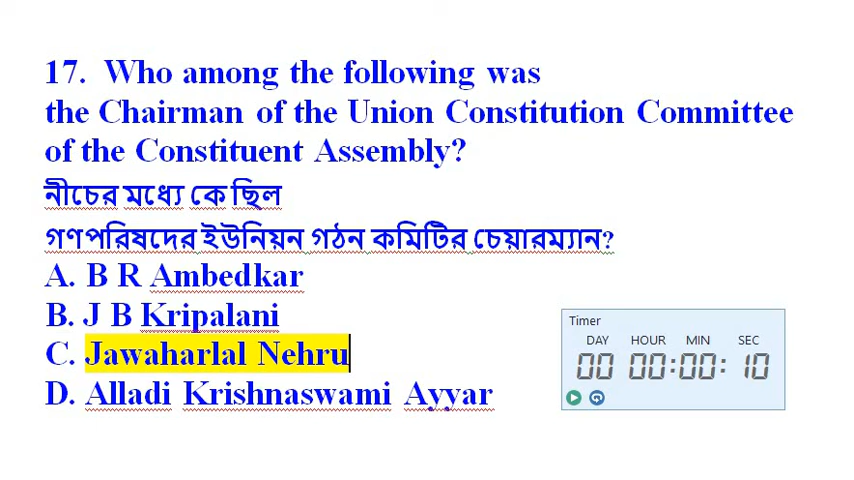 17. Who among the following was
the Chairman of the Union Constitution Committee
of the Constituent Assembly?
নীচের মধ্যে কে ছিল
গণপরিষদের ইউনিয়ন গঠন কমিটির চেয়ারম্যান?
A. B R Ambedkar
B. J B Kripalani
C. Jawaharlal Nehru
D. Alladi Krishnaswami Ayyar
Timer
DAY HOUR MIN SEC
00 00:00: 10